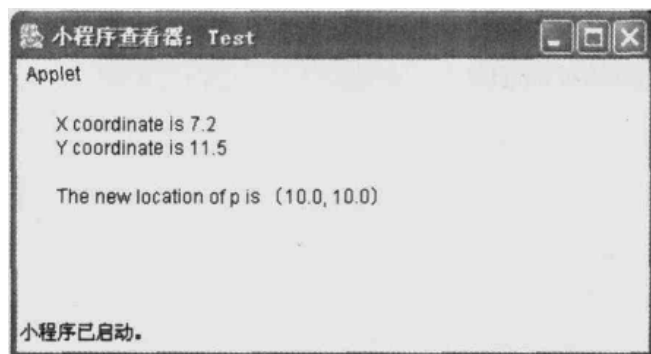 小程序查看器: Test
Applet
X coordinate is 7.2
Y coordinate is 11.5
The new location of p is （10.0, 10.0）
小程序已启动。